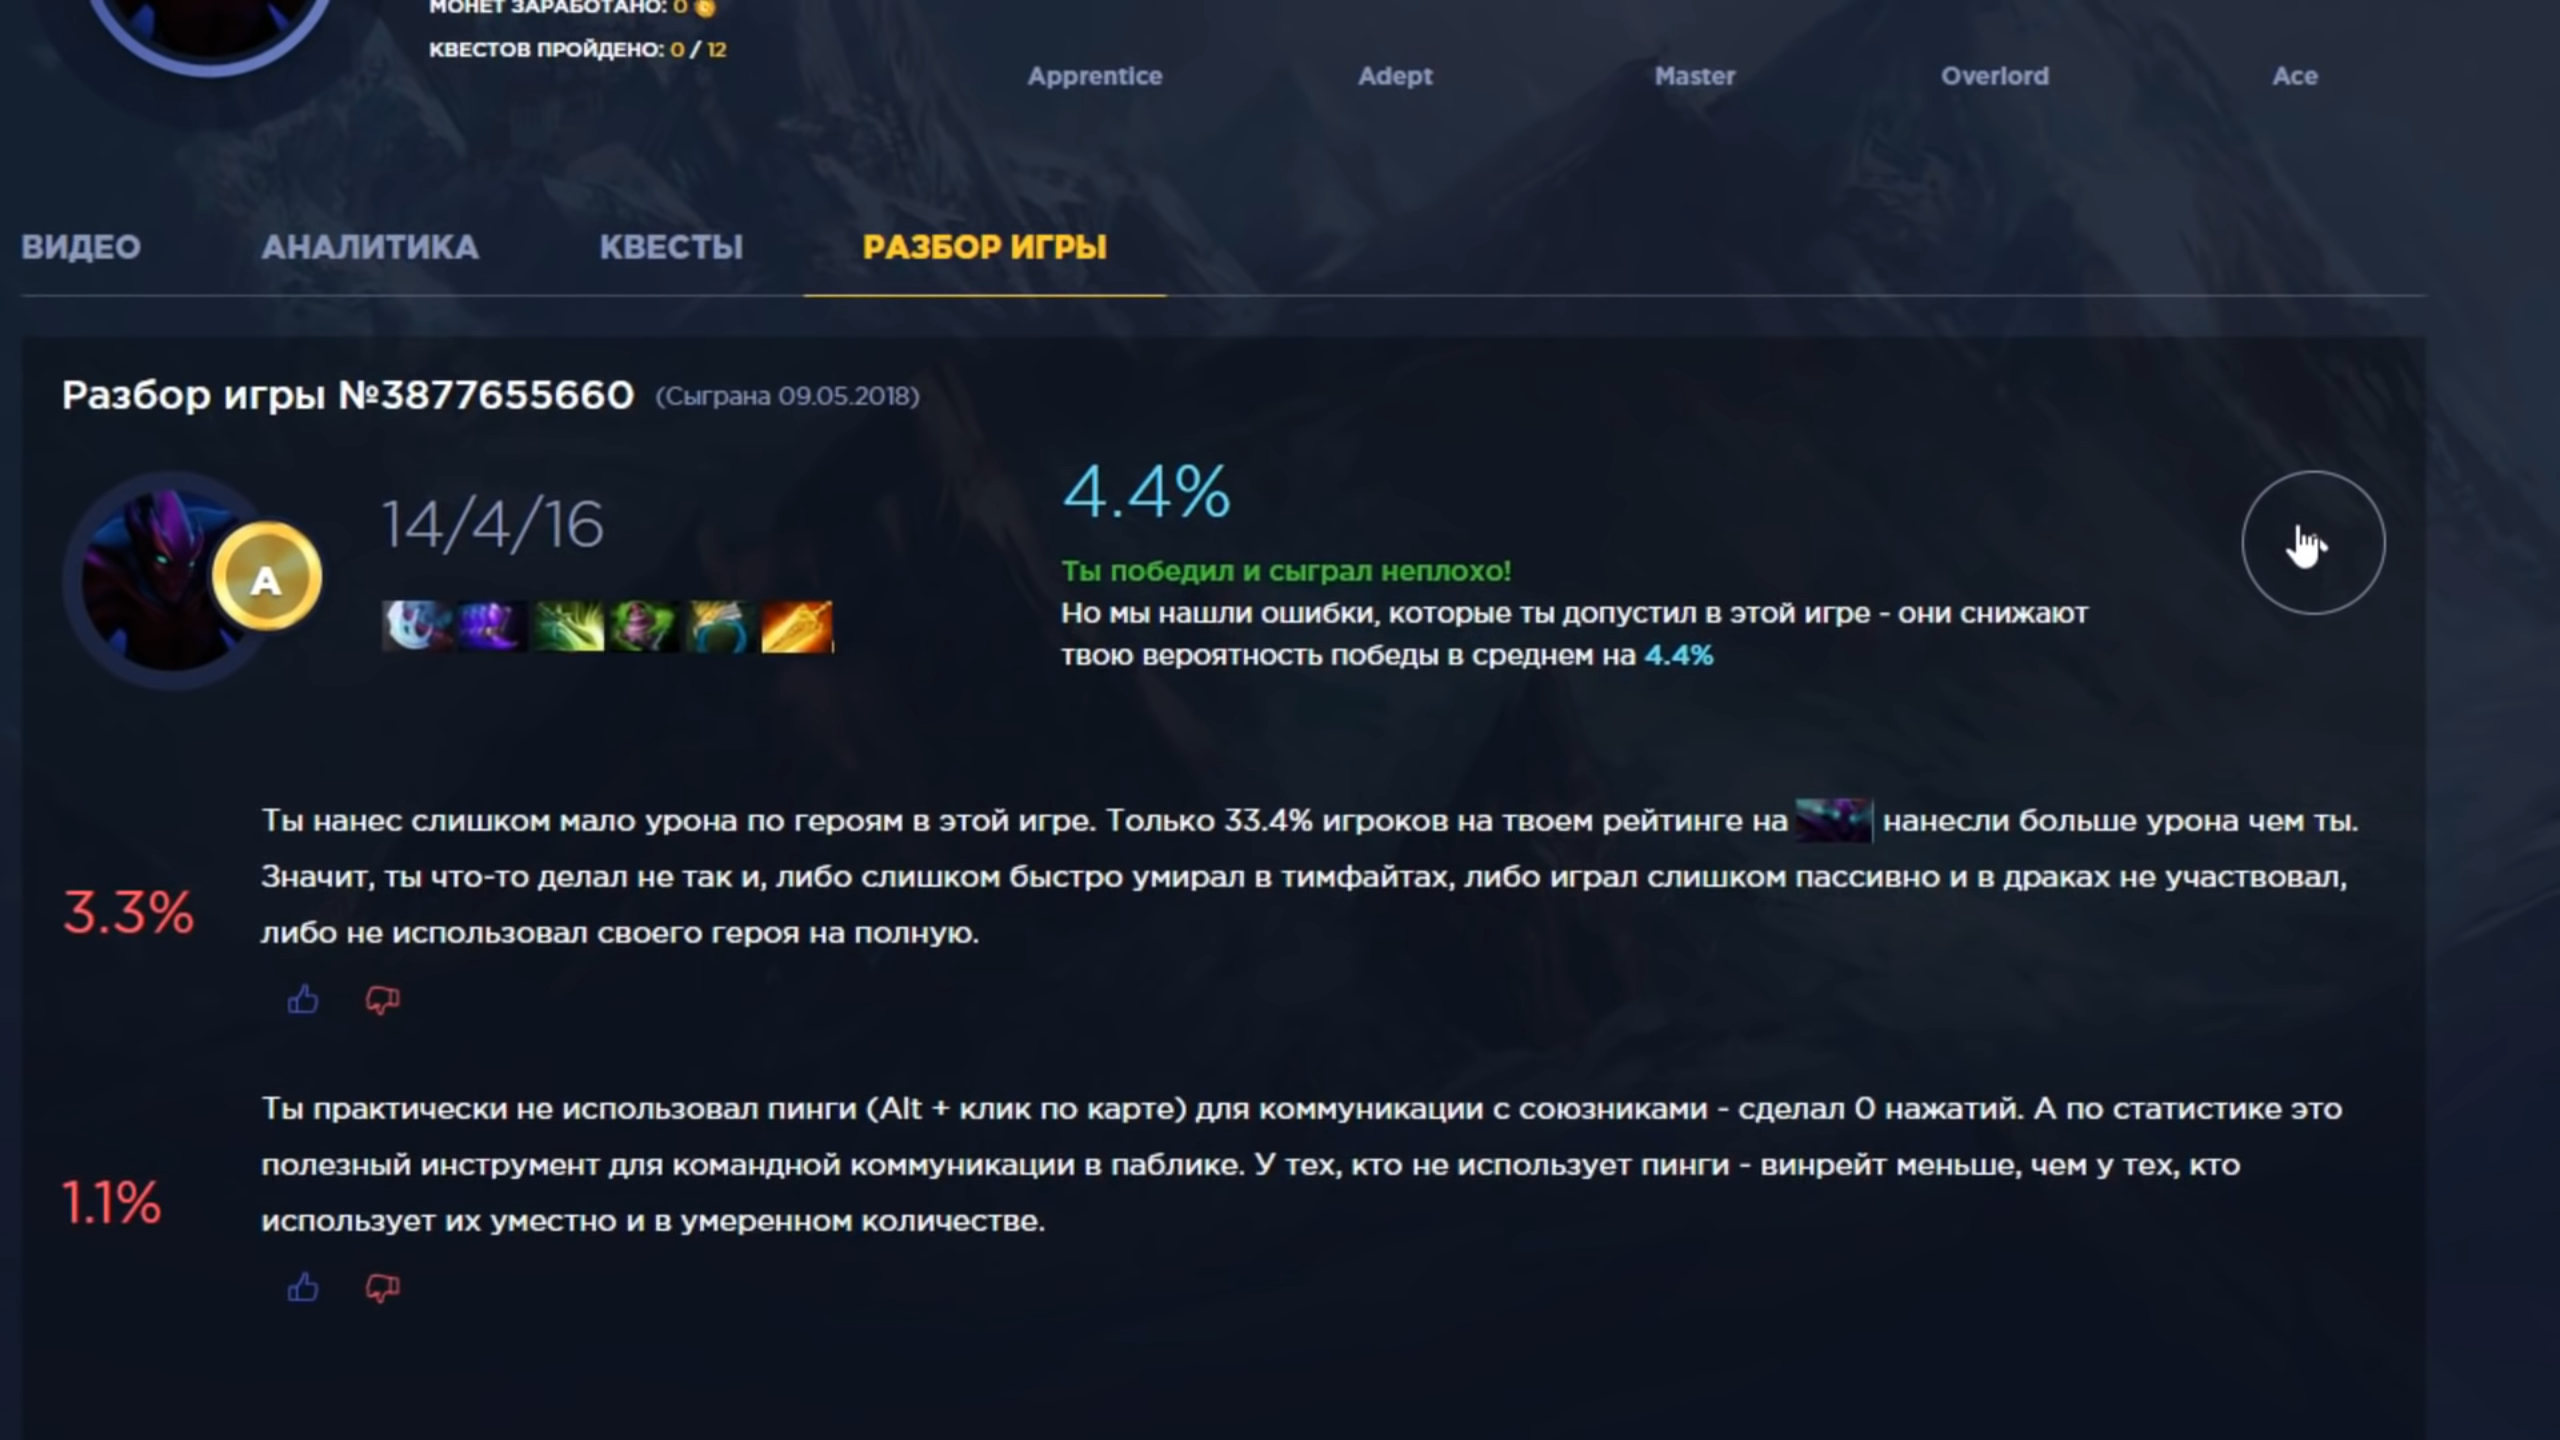 МОНЕТ ЗАРАБОТАНО: 0
КВЕСТОВ ПРОЙДЕНО: 0 / 12
Apprentice Adept Master Overlord Ace
ВИДЕО АНАЛИТИКА КВЕСТЫ РАЗБОР ИГРЫ
Разбор игры №3877655660 (Сыграна 09.05.2018)
A
14/4/16
4.4%
Ты победил и сыграл неплохо!
Но мы нашли ошибки, которые ты допустил в этой игре - они снижают
твою вероятность победы в среднем на 4.4%
3.3%
Ты нанес слишком мало урона по героям в этой игре. Только 33.4% игроков на твоем рейтинге на нанесли больше урона чем ты.
Значит, ты что-то делал не так и, либо слишком быстро умирал в тимфайтах, либо играл слишком пассивно и в драках не участвовал,
либо не использовал своего героя на полную.
1.1%
Ты практически не использовал пинги (Alt + клик по карте) для коммуникации с союзниками - сделал 0 нажатий. А по статистике это
полезный инструмент для командной коммуникации в паблике. У тех, кто не использует пинги - винрейт меньше, чем у тех, кто
использует их уместно и в умеренном количестве.